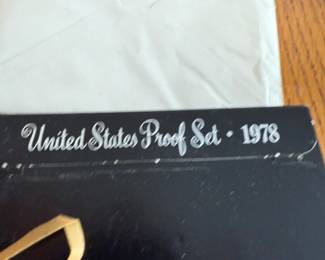 United States Proof Set · 1978